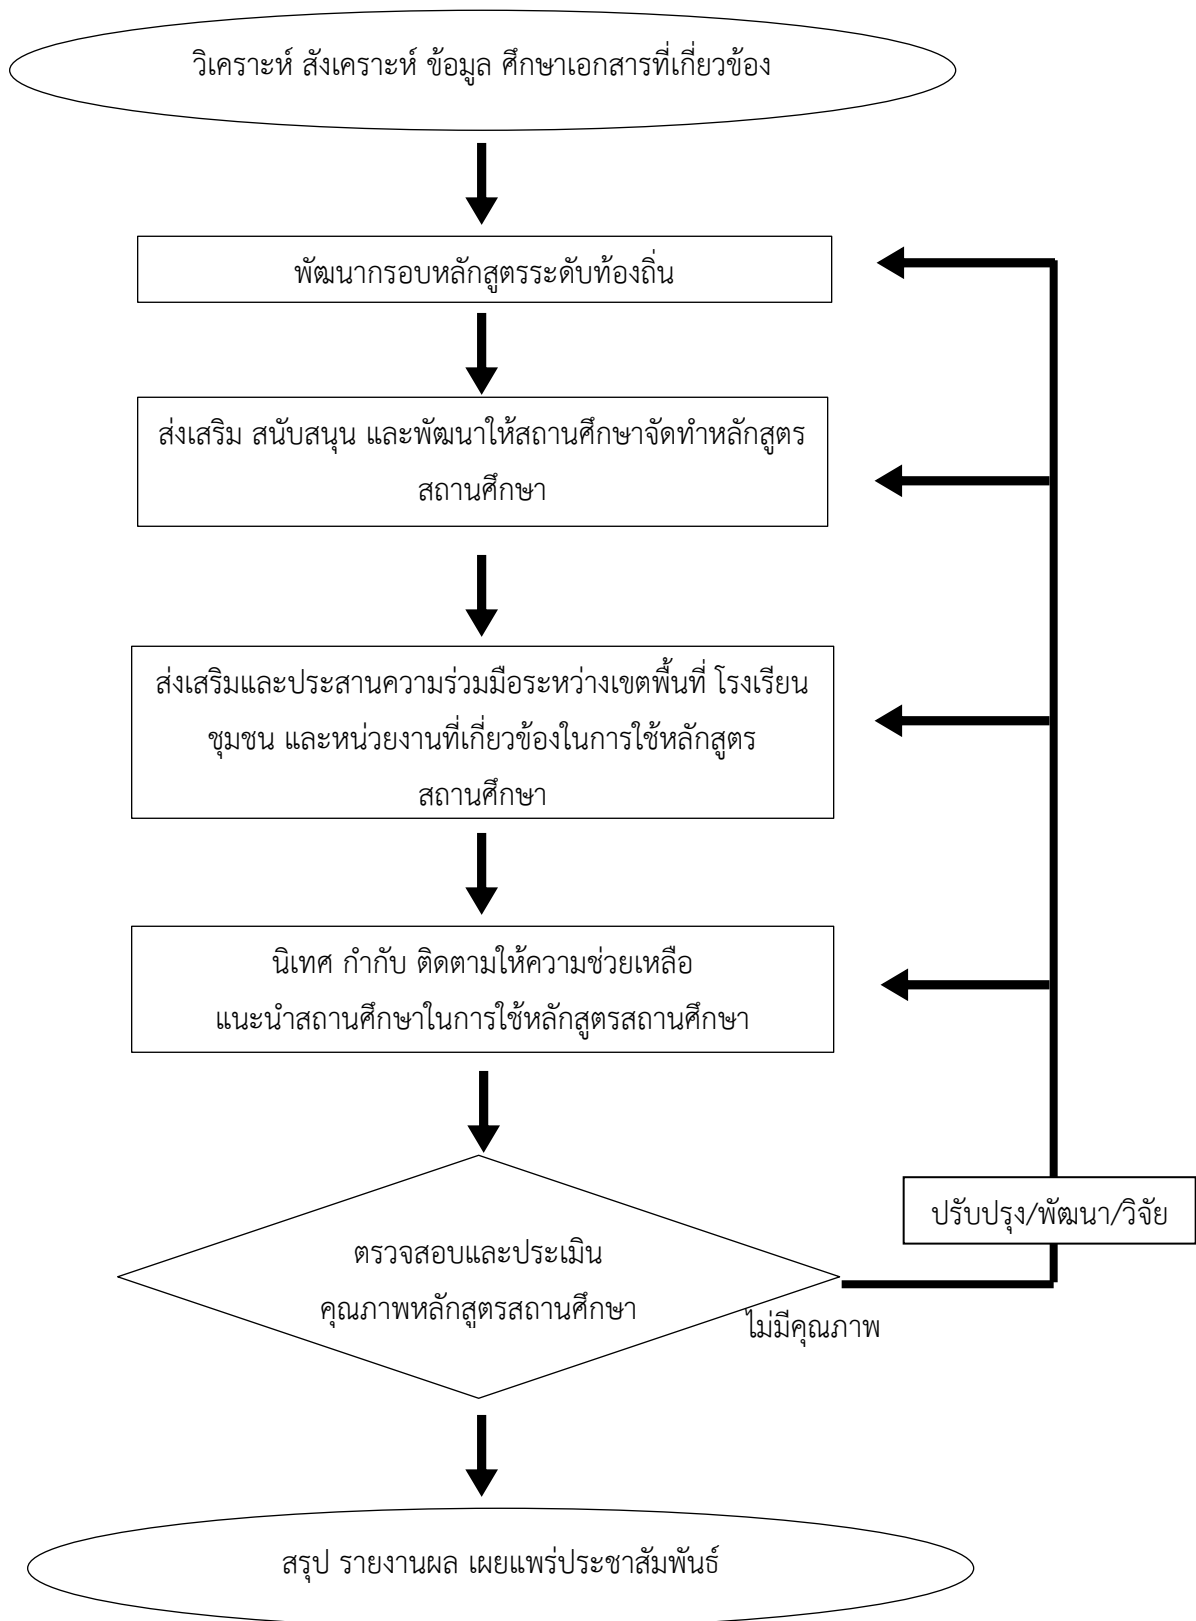 วิเคราะห์ สังเคราะห์ ข้อมูล ศึกษาเอกสารที่เกี่ยวข้อง
พัฒนากรอบหลักสูตรระดับท้องถิ่น
ส่งเสริม สนับสนุน และพัฒนาให้สถานศึกษาจัดทำหลักสูตร
สถานศึกษา
ส่งเสริมและประสานความร่วมมือระหว่างเขตพื้นที่ โรงเรียน
ชุมชน และหน่วยงานที่เกี่ยวข้องในการใช้หลักสูตร
สถานศึกษา
นิเทศ กำกับ ติดตามให้ความช่วยเหลือ
แนะนำสถานศึกษาในการใช้หลักสูตรสถานศึกษา
ปรับปรุง/พัฒนา/วิจัย
ตรวจสอบและประเมิน
คุณภาพหลักสูตรสถานศึกษา
ไม่มีคุณภาพ
สรุป รายงานผล เผยแพร่ประชาสัมพันธ์